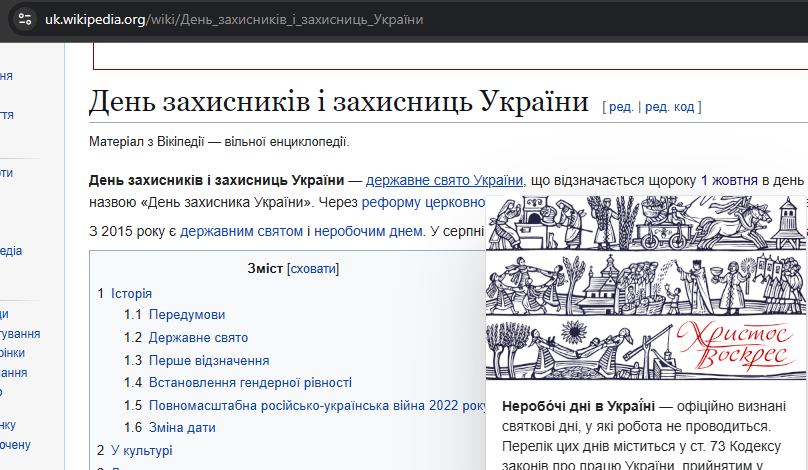 uk.wikipedia.org/wiki/День_захисників_і_захисниць_України
День захисників і захисниць України [ ред. | ред. код ]
Матеріал з Вікіпедії — вільної енциклопедії.
День захисників і захисниць України — державне свято України, що відзначається щороку 1 жовтня в день
назвою «День захисника України». Через реформу церковно
З 2015 року є державним святом і неробочим днем. У серпні
Зміст [сховати]
1 Історія
1.1 Передумови
1.2 Державне свято
1.3 Перше відзначення
1.4 Встановлення гендерної рівності
1.5 Повномасштабна російсько-українська війна 2022 року
1.6 Зміна дати
2 У культурі
Христос
Воскрес
Неробо́чі дні в Украї́ні — офіційно визнані
святкові дні, у які робота не проводиться.
Перелік цих днів міститься у ст. 73 Кодексу
законів про працю України, прийнятим у
ня
ття
оти
едіа
ди
тування
рінки
ання
о
нку
очену